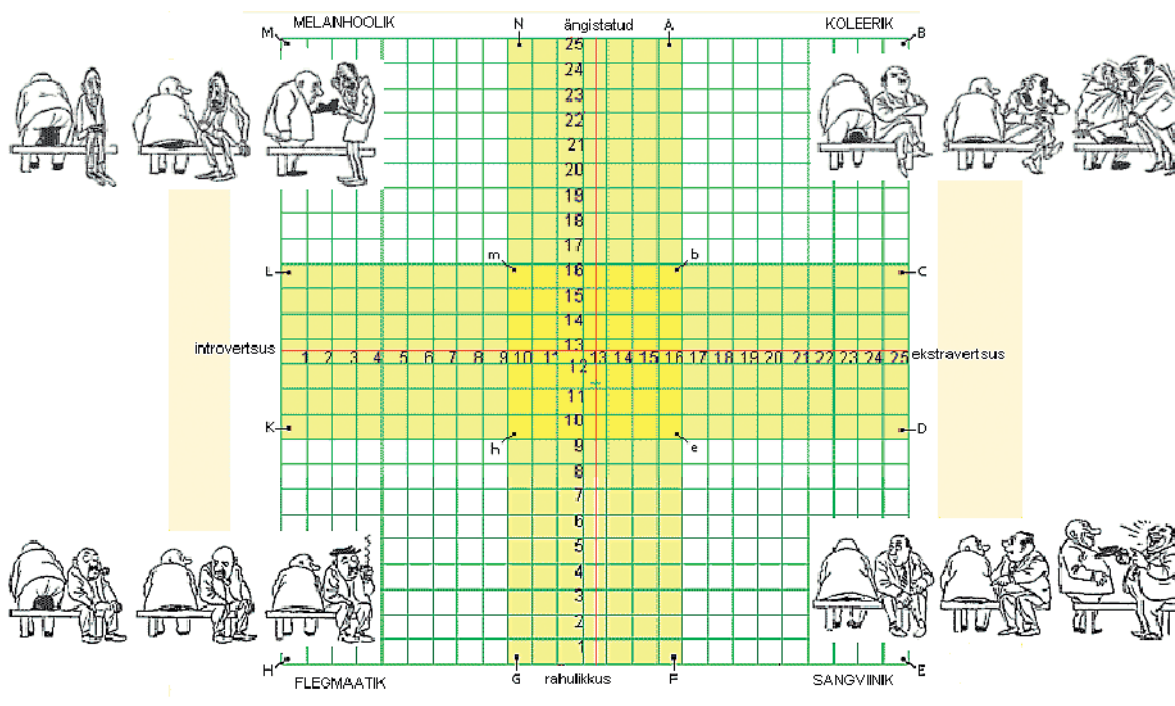 MELANHOOLIK N ängistatud A KOLEERIK
M B
25
24
23
22
21
20
19
18
17
m b
L 16 C
15
14
13
introvertsus 1 2 3 4 5 6 7 8 9 10 11 13 14 15 16 17 18 19 20 21 22 23 24 25 ekstravertsus
12
11
10
K D
h 9 e
8
7
6
5
4
3
2
1
H E
FLEGMAATIK G rahulikkus F SANGVIINIK